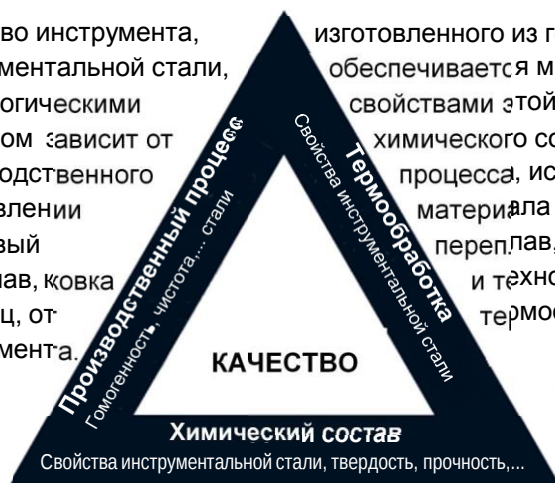 во инструмента, изготовленного из г
ментальной стали, обеспечивается м
огическими свойствами этой
ом зависит от химического со
одственного процесса, ис
влении материала
вый переплав,
лав, ковка и техно
ц, от термо
мента.
Производственный процесс
Гомогенность, чистота,... стали
Термообработка
Свойства инструментальной стали
КАЧЕСТВО
Химический состав
Свойства инструментальной стали, твердость, прочность,...